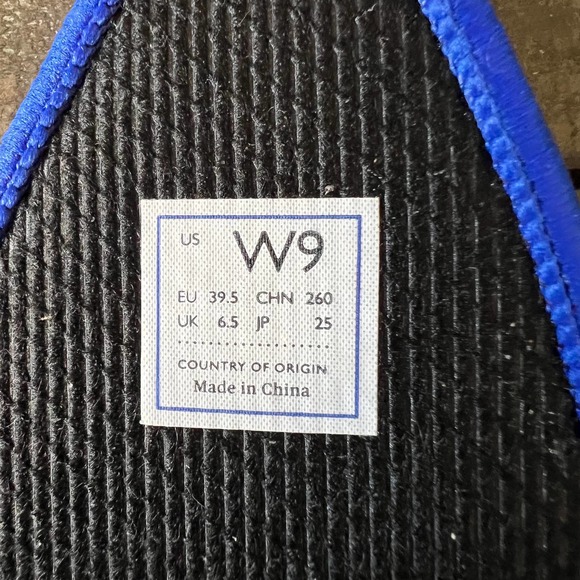 US W9
EU 39.5 CHN 260
UK 6.5 JP 25
COUNTRY OF ORIGIN
Made in China